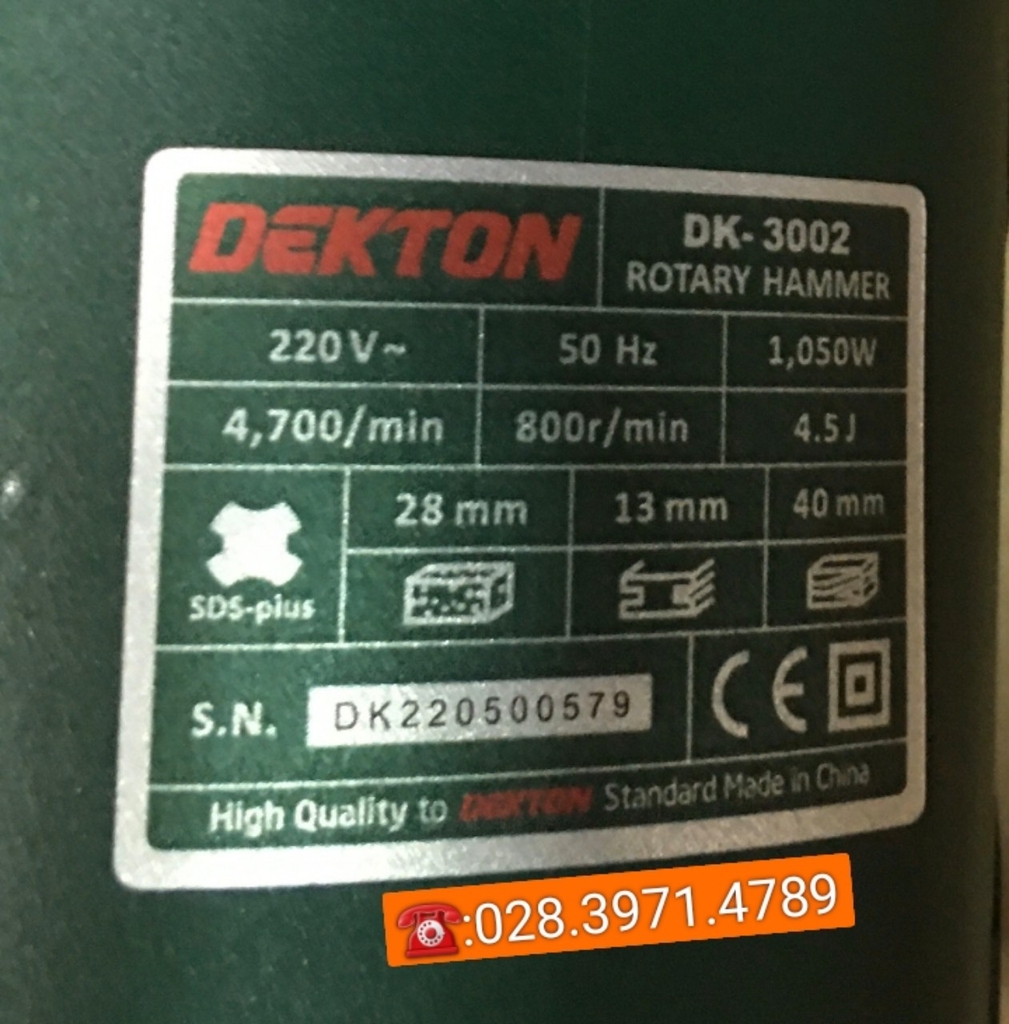 DEKTON
DK-3002
ROTARY HAMMER
220V~ 50 Hz 1,050W
4,700/min 800r/min 4.5J
28 mm 13 mm 40 mm
SDS-plus
S.N. DK220500579 CE
High Quality to DEKTON Standard Made in China
☎:028.3971.4789